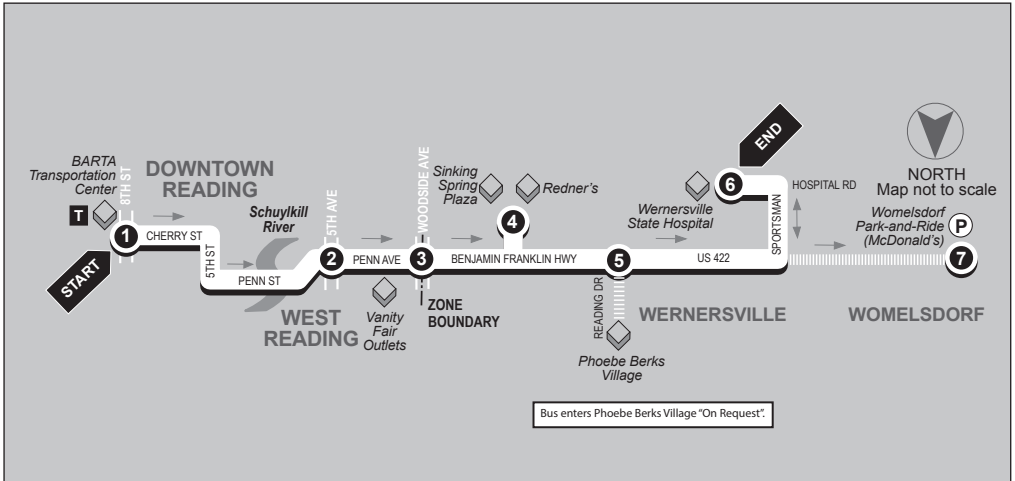 BARTA
Transportation
Center
T
8TH ST
DOWNTOWN
READING
START
1
CHERRY ST
5TH ST
Schuylkill
River
PENN ST
WEST
READING
5TH AVE
2
PENN AVE
Vanity
Fair
Outlets
WOODSIDE AVE
3
ZONE
BOUNDARY
BENJAMIN FRANKLIN HWY
Sinking
Spring
Plaza
Redner's
4
5
READING DR
Phoebe Berks
Village
WERNERSVILLE
US 422
Wernersville
State Hospital
6
END
HOSPITAL RD
SPORTSMAN
NORTH
Map not to scale
Womelsdorf
Park-and-Ride
(McDonald's)
P
7
WOMELSDORF
Bus enters Phoebe Berks Village "On Request".